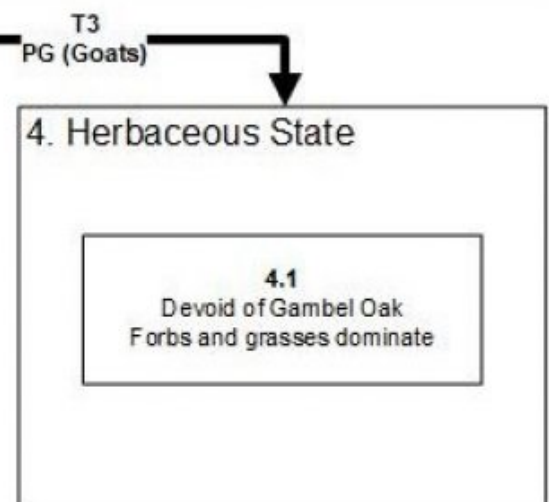 T3
PG (Goats)
4. Herbaceous State
4.1
Devoid of Gambel Oak
Forbs and grasses dominate